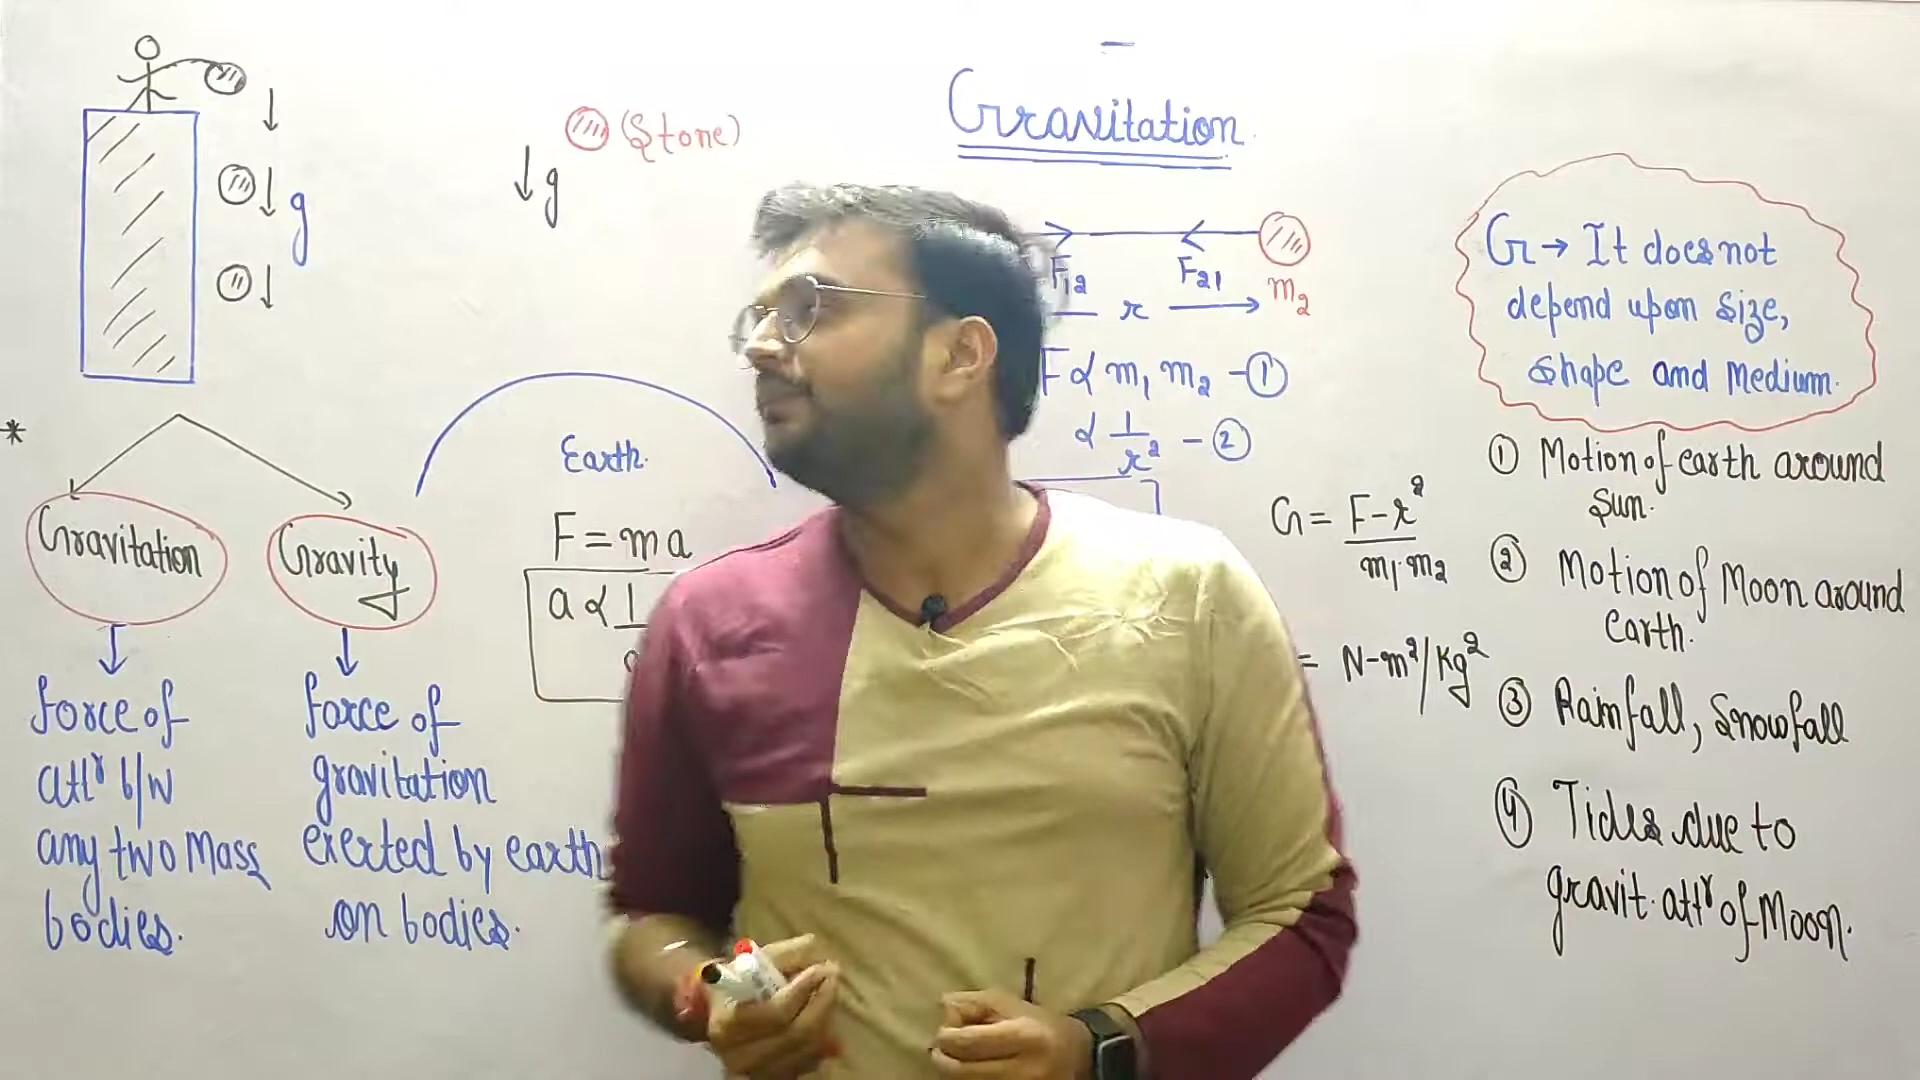 Gravitation
(Stone)
↓g
g
F12
F21
m2
r
F ∝ m1 m2 - ①
∝ 1/r² - ②
G → It does not
depend upon size,
shape and Medium.
*
Gravitation
Gravity
force of
attr b/w
any two Mass
bodies.
force of
gravitation
exerted by earth
on bodies.
Earth.
F = ma
a ∝ 1
G = F-r²/m1.m2
= N-m²/Kg²
① Motion of earth around
Sun.
② Motion of Moon around
Earth.
③ Rainfall, Snowfall
④ Tides due to
gravit. attr of Moon.